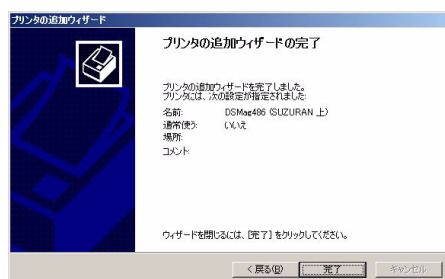 プリンタの追加ウィザード
プリンタの追加ウィザードの完了
プリンタの追加ウィザードを完了しました。
プリンタには、次の設定が指定されました:
名前: DSMag486 (SUZURAN 上)
通常使う: いいえ
場所:
コメント:
ウィザードを閉じるには、[完了] をクリックしてください。
< 戻る(B) 完了 キャンセル